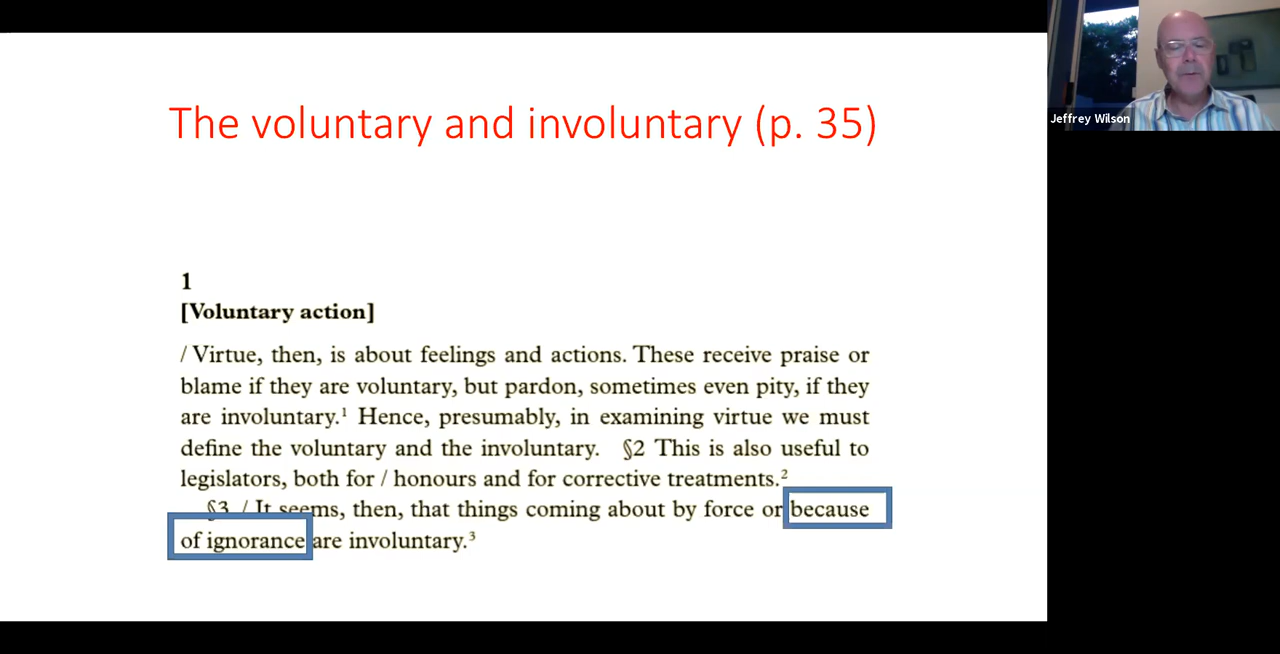 The voluntary and involuntary (p. 35)
Jeffrey Wilson
1
[Voluntary action]
/ Virtue, then, is about feelings and actions. These receive praise or
blame if they are voluntary, but pardon, sometimes even pity, if they
are involuntary.¹ Hence, presumably, in examining virtue we must
define the voluntary and the involuntary. §2 This is also useful to
legislators, both for / honours and for corrective treatments.²
§3 / It seems, then, that things coming about by force or because
of ignorance are involuntary.³